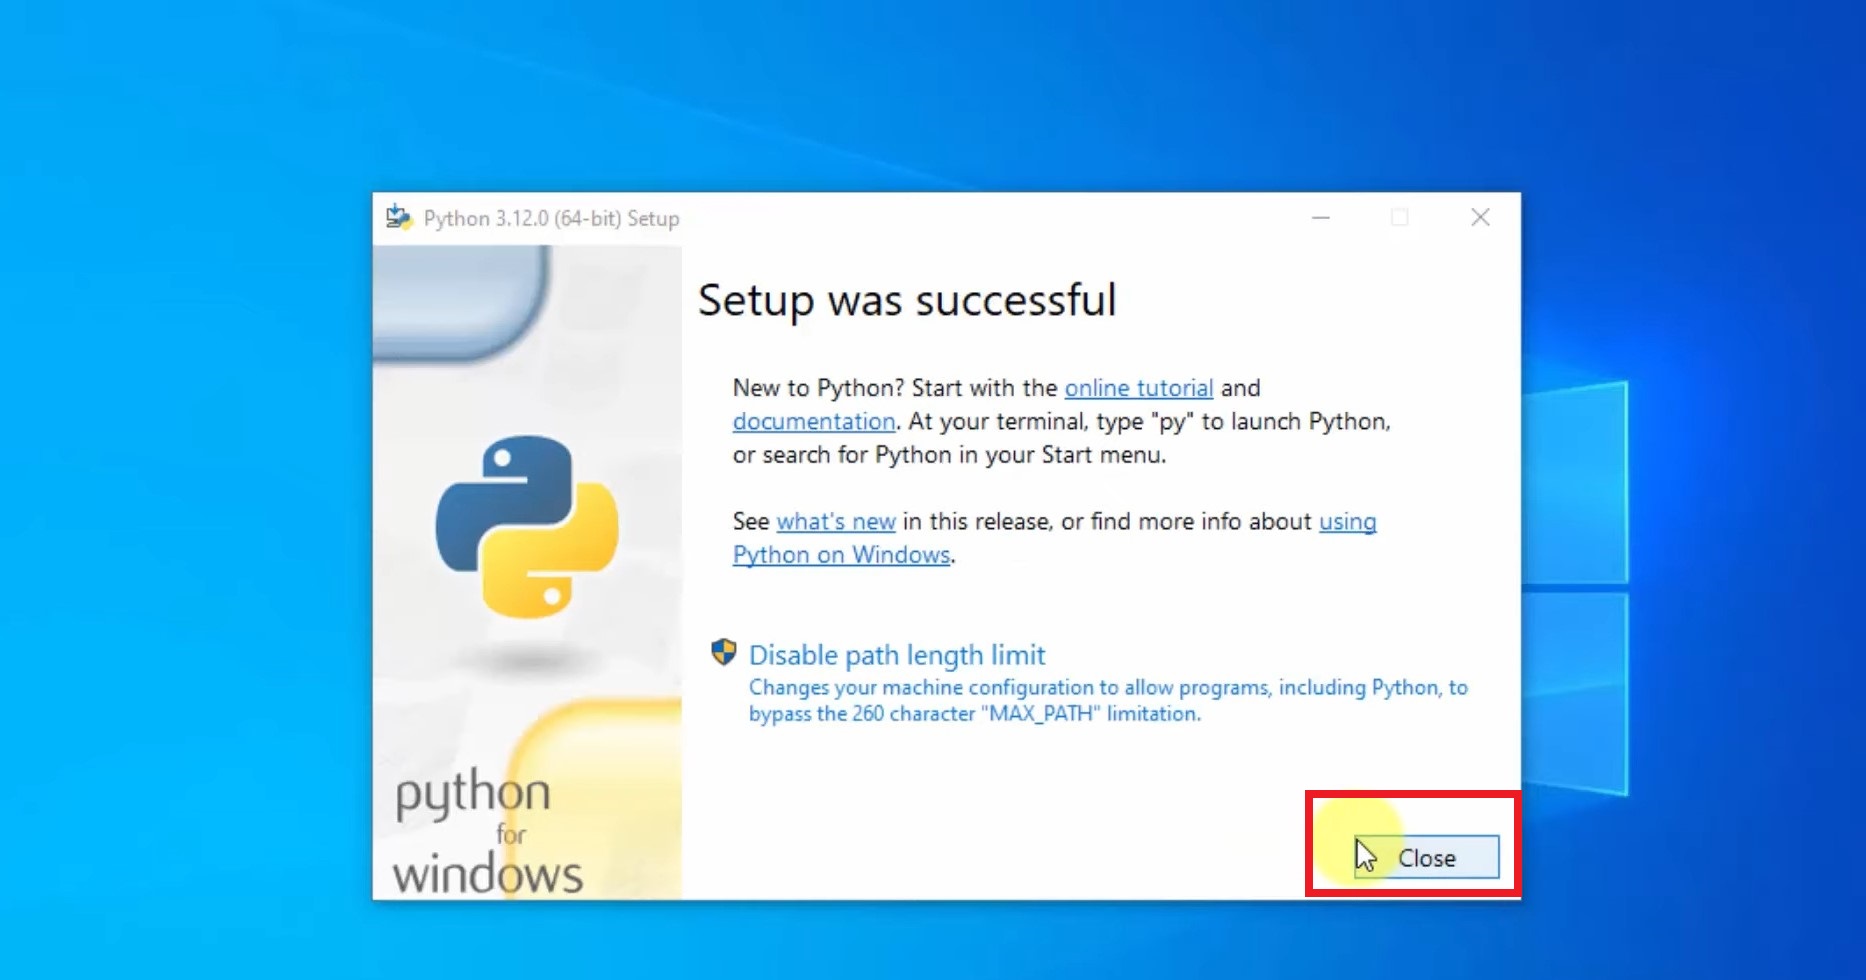 Python 3.12.0 (64-bit) Setup
Setup was successful
New to Python? Start with the online tutorial and
documentation. At your terminal, type "py" to launch Python,
or search for Python in your Start menu.
See what's new in this release, or find more info about using
Python on Windows.
Disable path length limit
Changes your machine configuration to allow programs, including Python, to
bypass the 260 character "MAX_PATH" limitation.
python
for
windows
Close